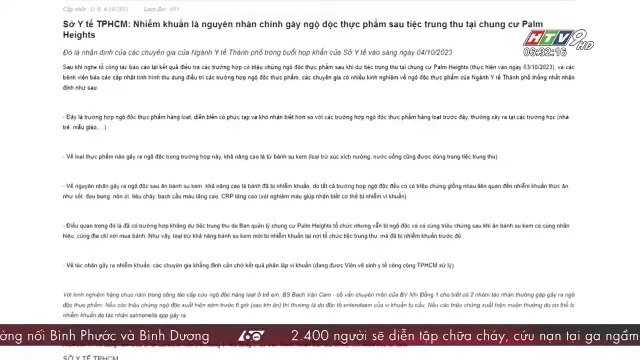 Cập nhật: 11:5, 4/10/2021 Lượt đọc: 693
HTV9 HD
06:32:16
Sở Y tế TPHCM: Nhiễm khuẩn là nguyên nhân chính gây ngộ độc thực phẩm sau tiệc trung thu tại chung cư Palm
Heights
Đó là nhận định của các chuyên gia của Ngành Y tế Thành phố trong buổi họp khẩn của Sở Y tế vào sáng ngày 04/10/2023.
Sau khi nghe tổ công tác báo cáo lại kết quả điều tra các trường hợp có triệu chứng ngộ độc thực phẩm sau khi dự tiệc trung thu tại chung cư Palm Heights (thực hiện vào ngày 03/10/2023), và các
bệnh viện báo cáo cập nhật tình hình thu dung điều trị các trường hợp ngộ độc thực phẩm, các chuyên gia có nhiều kinh nghiệm về ngộ độc thực phẩm của Ngành Y tế Thành phố thống nhất nhận
định như sau:
- Đây là trường hợp ngộ độc thực phẩm hàng loạt, diễn biến có phức tạp và khó nhận biết hơn so với các trường hợp ngộ độc thực phẩm hàng loạt trước đây, thường xảy ra tại các trường học (nhà
trẻ, mẫu giáo,…).
- Về loại thực phẩm nào gây ra ngộ độc trong trường hợp này, khả năng cao là từ bánh su kem (loại trừ xúc xích nướng, nước uống cũng được dùng trong tiệc trung thu).
- Về nguyên nhân gây ra ngộ độc sau ăn bánh su kem, khả năng cao là bánh đã bị nhiễm khuẩn, do tất cả trường hợp ngộ độc đều có có triệu chứng giống nhau liên quan đến nhiễm khuẩn thức ăn
như sốt, đau bụng, nôn ói, tiêu chảy, bạch cầu máu tăng cao, CRP tăng cao (xét nghiệm máu giúp nhận biết cơ thể bị nhiễm vi khuẩn).
- Điều quan trọng đó là đã có trường hợp không dự tiệc trung thu do Ban quản lý chung cư Palm Heights tổ chức nhưng vẫn bị ngộ độc và có cùng triệu chứng sau khi ăn bánh su kem có cùng nhãn
hiệu, cùng địa chỉ nơi mua bánh. Như vậy, loại trừ khả năng bánh su kem mới bị nhiễm khuẩn tại nơi tổ chức tiệc trung thu, mà đã bị nhiễm khuẩn trước đó.
- Về tác nhân gây ra nhiễm khuẩn, các chuyên gia khẳng định cần chờ kết quả phân lập vi khuẩn (đang được Viện vệ sinh y tế công cộng TPHCM xử lý).
Với kinh nghiệm hàng chục năm trong công tác cấp cứu ngộ độc hàng loạt ở trẻ em, BS Bạch Văn Cam - cố vấn chuyên môn của BV Nhi Đồng 1 cho biết có 2 nhóm tác nhân thường gặp gây ra ngộ
độc thực phẩm: Nếu các triệu chứng ngộ độc xuất hiện sớm trước 6 giờ (sau khi ăn) thì thường là do độc tố enterotoxin của vi khuẩn tụ cầu; Nếu các triệu chứng xuất hiện muộn thường do cơ thể bị
nhiễm khuẩn do tác nhân salmonella spp gây ra.
ường nối Bình Phước và Bình Dương
2.400 người sẽ diễn tập chữa cháy, cứu nạn tại ga ngầm
SỞ Y TẾ TPHCM